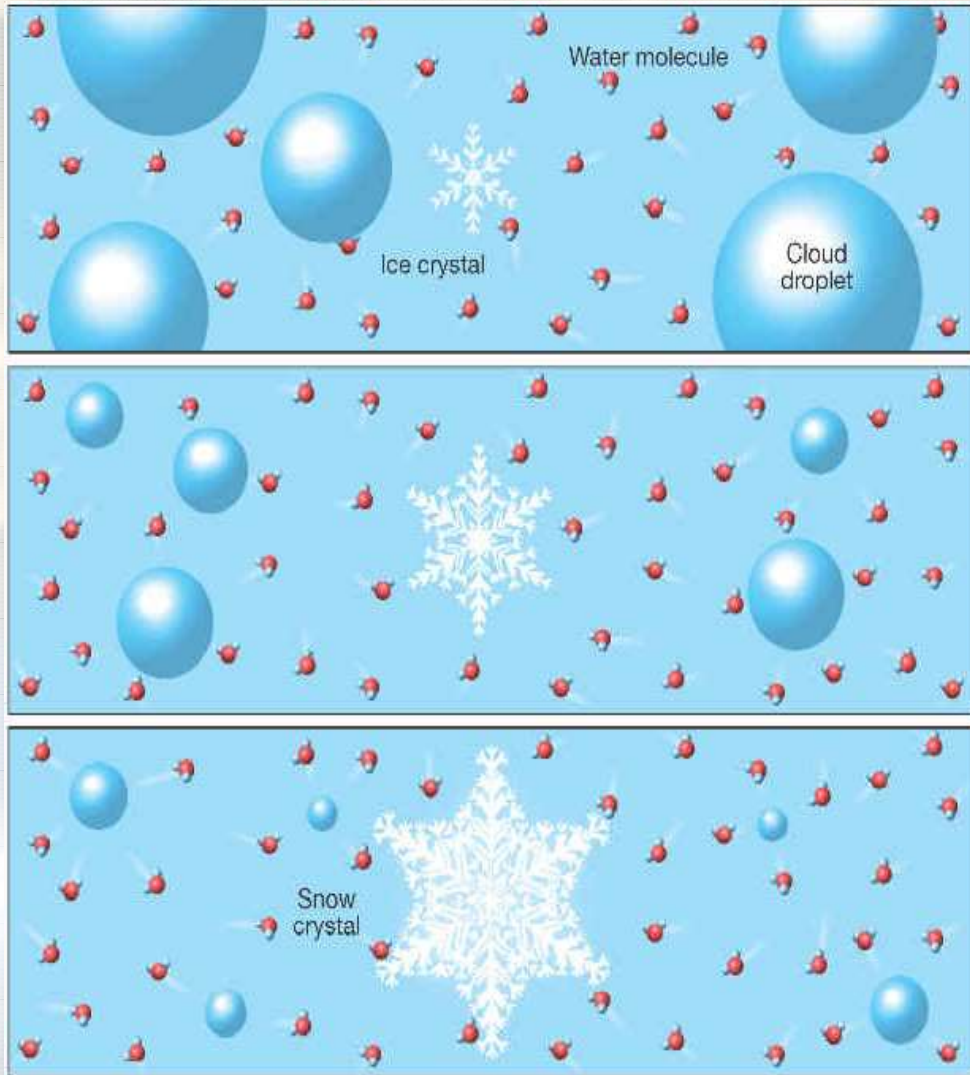 Water molecule
Ice crystal
Cloud
droplet
Snow
crystal